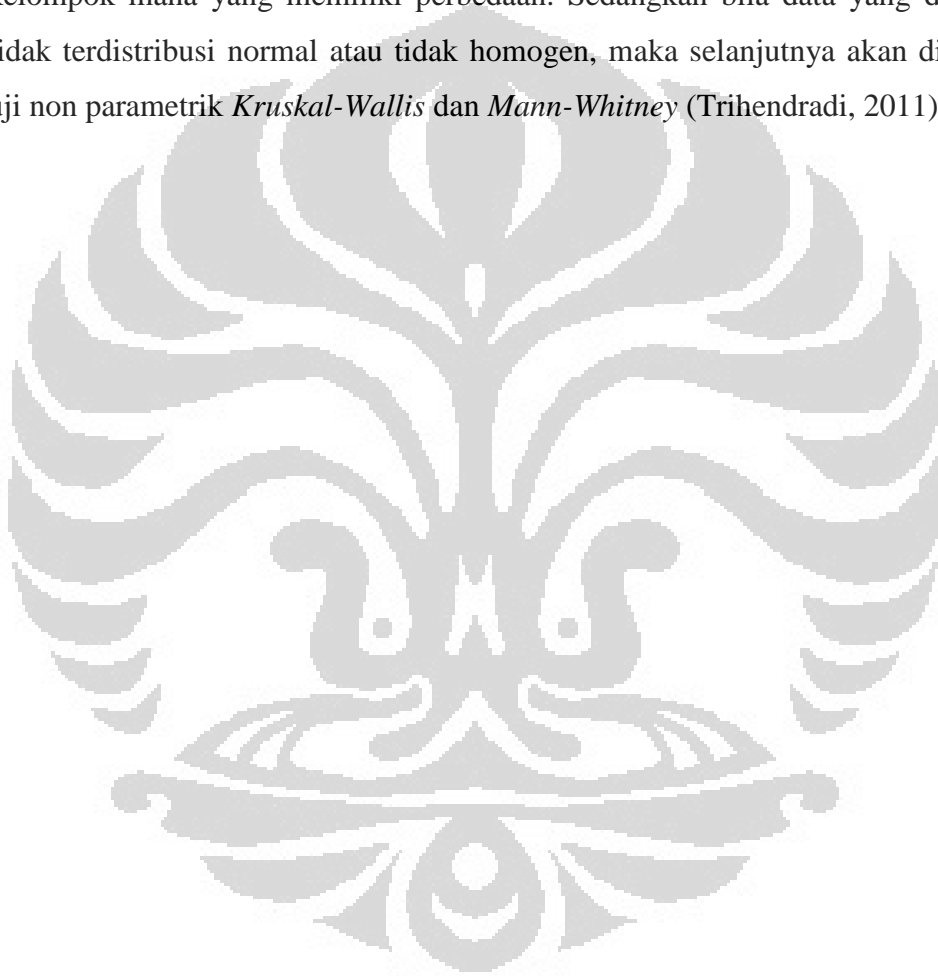 kelompok mana yang memiliki perbedaan. Sedangkan bila data yang d
tidak terdistribusi normal atau tidak homogen, maka selanjutnya akan di
uji non parametrik Kruskal-Wallis dan Mann-Whitney (Trihendradi, 2011)